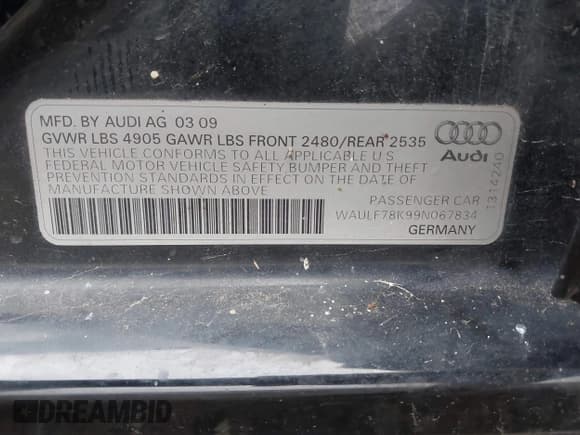 MFD. BY AUDI AG 03 09
GVWR LBS 4905 GAWR LBS FRONT 2480/REAR 2535
THIS VEHICLE CONFORMS TO ALL APPLICABLE U S
FEDERAL MOTOR VEHICLE SAFETY BUMPER AND THEFT
PREVENTION STANDARDS IN EFFECT ON THE DATE OF
MANUFACTURE SHOWN ABOVE
Audi
PASSENGER CAR
WAULF78K99N067834
GERMANY
1314240
DREAMBID